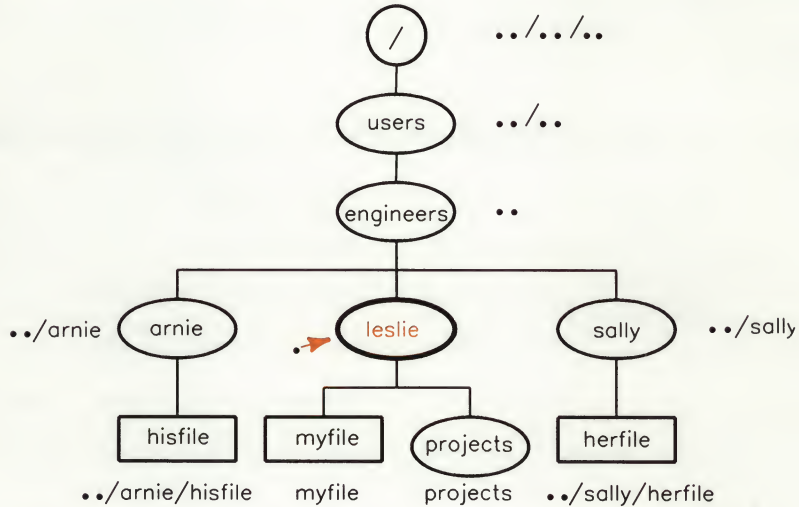 / ../../..
users ../..
engineers ..
../arnie arnie . leslie sally ../sally
hisfile myfile projects herfile
../arnie/hisfile myfile projects ../sally/herfile